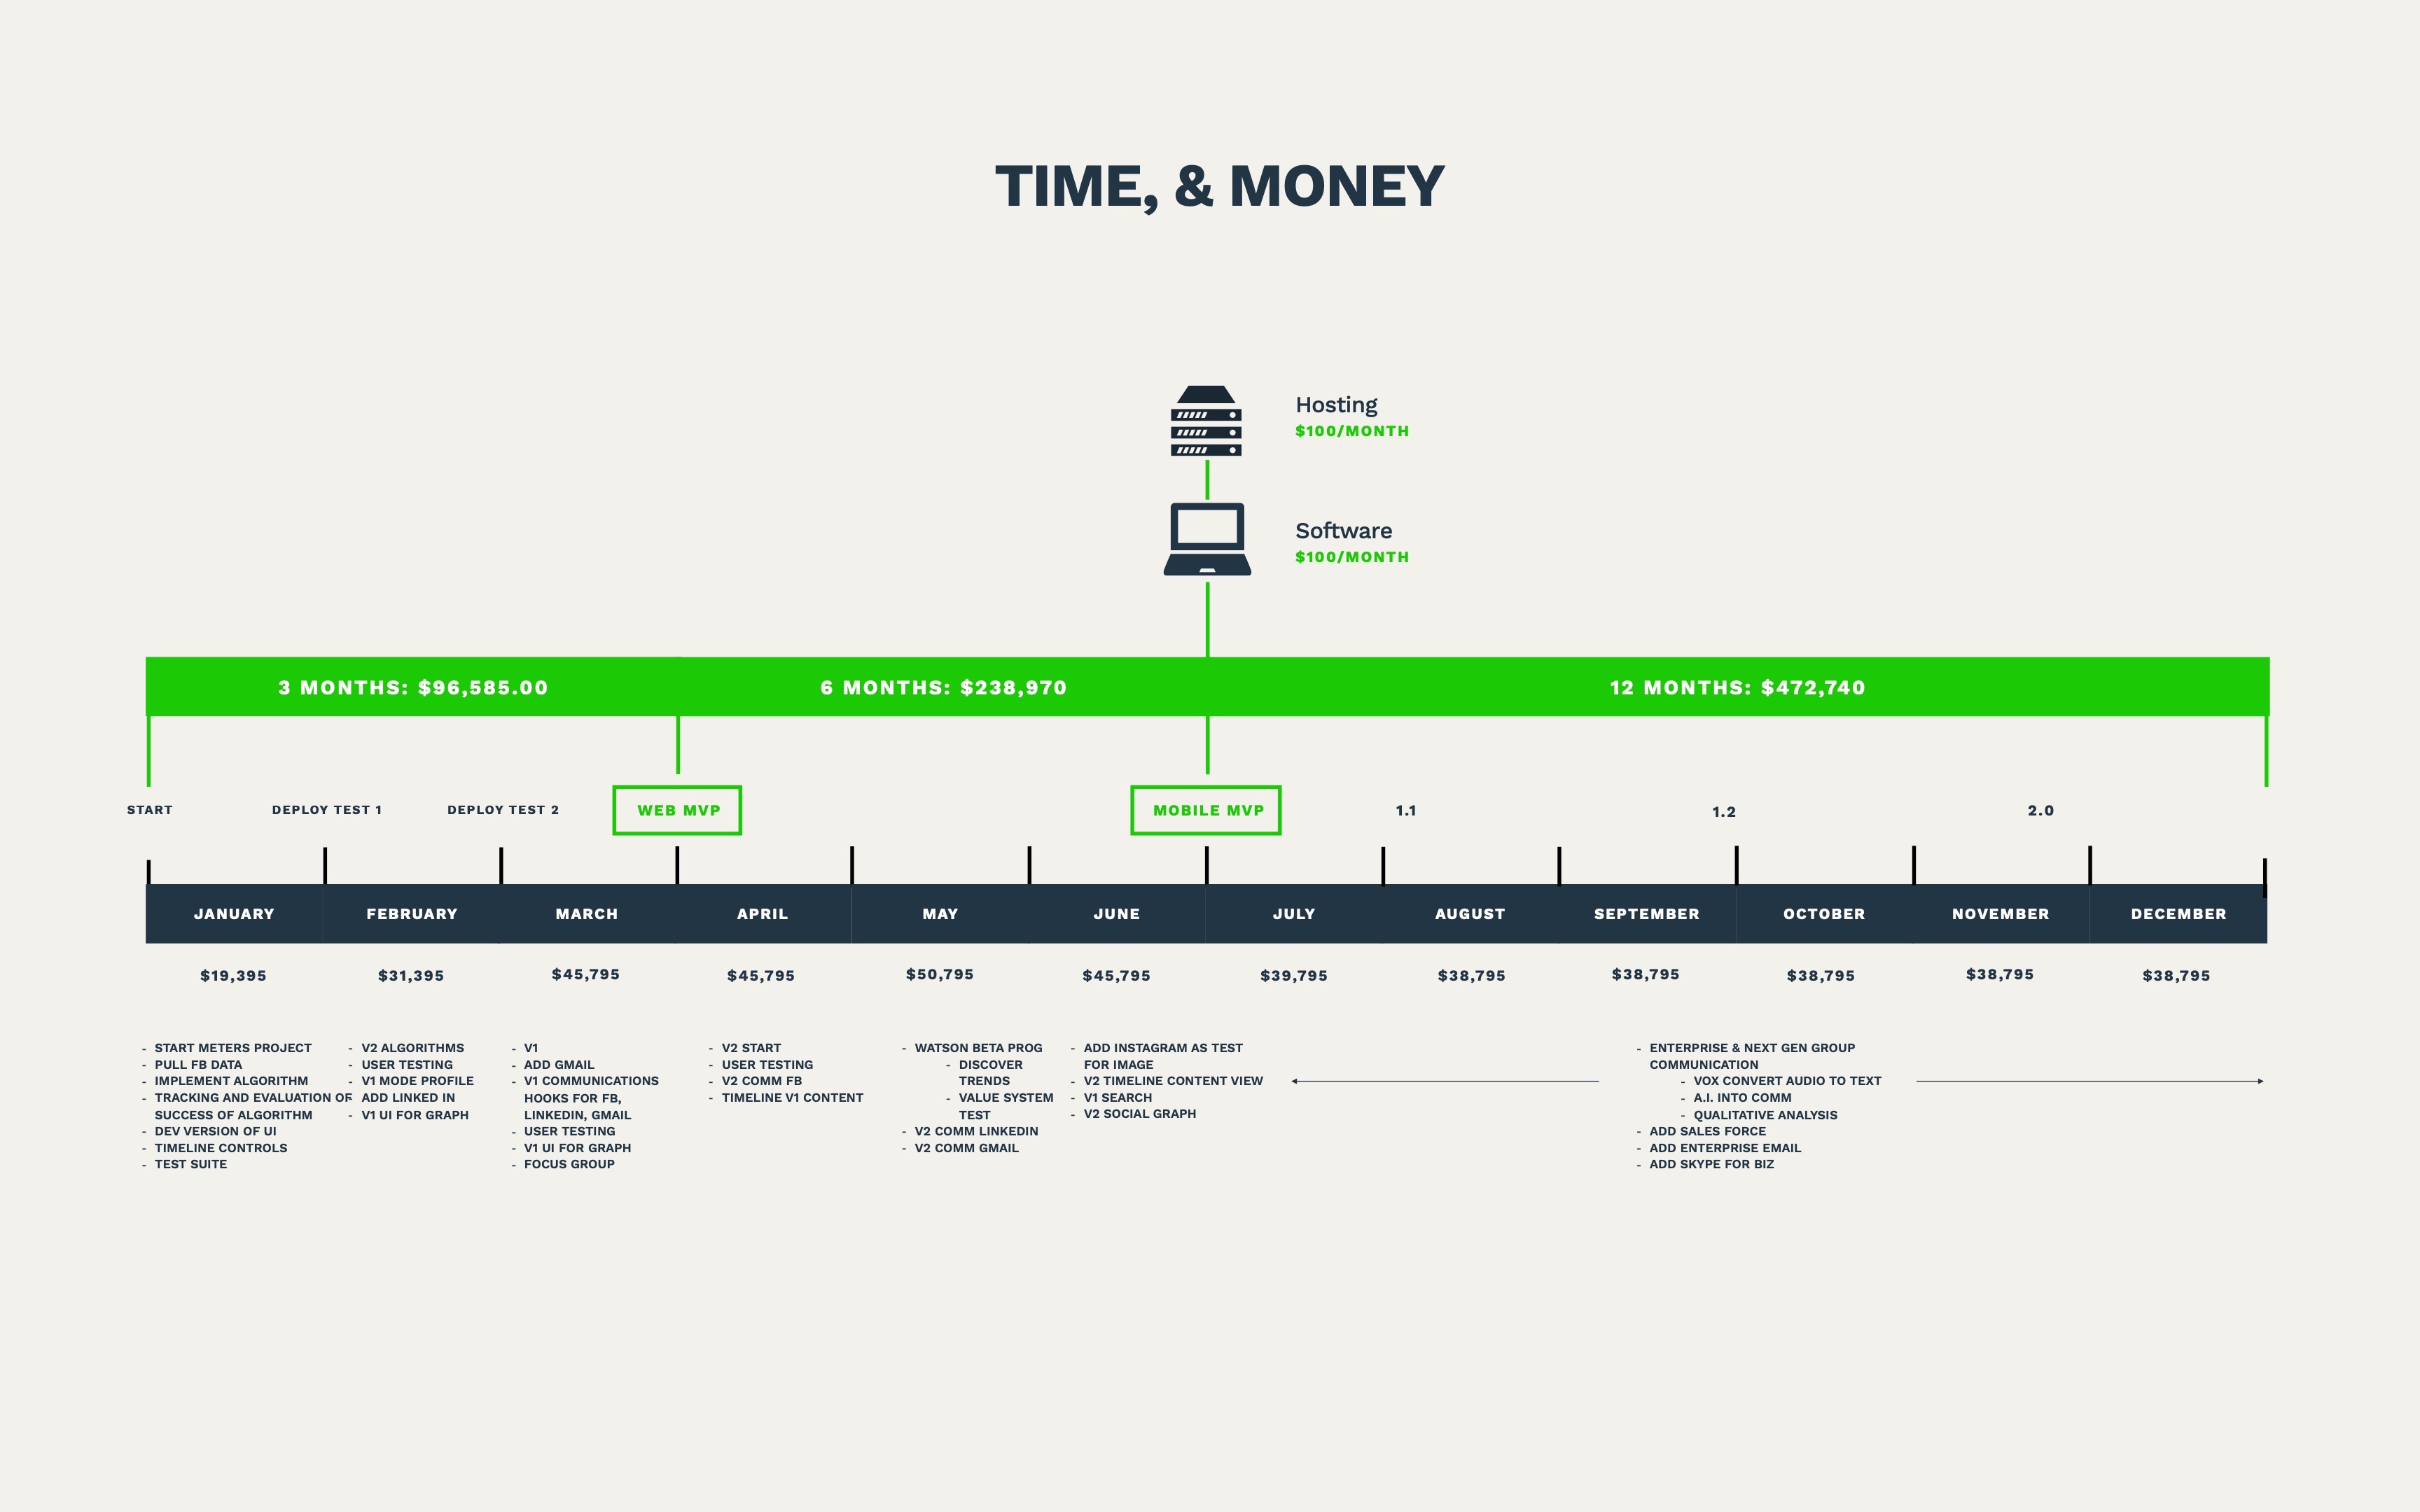 TIME, & MONEY
Hosting
$100/MONTH
Software
$100/MONTH
3 MONTHS: $96,585.00
6 MONTHS: $238,970
12 MONTHS: $472,740
START
DEPLOY TEST 1
DEPLOY TEST 2
WEB MVP
MOBILE MVP
1.1
1.2
2.0
JANUARY
FEBRUARY
MARCH
APRIL
MAY
JUNE
JULY
AUGUST
SEPTEMBER
OCTOBER
NOVEMBER
DECEMBER
$19,395
$31,395
$45,795
$45,795
$50,795
$45,795
$39,795
$38,795
$38,795
$38,795
$38,795
$38,795
- START METERS PROJECT
- PULL FB DATA
- IMPLEMENT ALGORITHM
- TRACKING AND EVALUATION OF
SUCCESS OF ALGORITHM
- DEV VERSION OF UI
- TIMELINE CONTROLS
- TEST SUITE
- V2 ALGORITHMS
- USER TESTING
- V1 MODE PROFILE
- ADD LINKED IN
- V1 UI FOR GRAPH
- V1
- ADD GMAIL
- V1 COMMUNICATIONS
HOOKS FOR FB,
LINKEDIN, GMAIL
- USER TESTING
- V1 UI FOR GRAPH
- FOCUS GROUP
- V2 START
- USER TESTING
- V2 COMM FB
- TIMELINE V1 CONTENT
- WATSON BETA PROG
- DISCOVER
TRENDS
- VALUE SYSTEM
TEST
- V2 COMM LINKEDIN
- V2 COMM GMAIL
- ADD INSTAGRAM AS TEST
FOR IMAGE
- V2 TIMELINE CONTENT VIEW
- V1 SEARCH
- V2 SOCIAL GRAPH
- ENTERPRISE & NEXT GEN GROUP
COMMUNICATION
- VOX CONVERT AUDIO TO TEXT
- A.I. INTO COMM
- QUALITATIVE ANALYSIS
- ADD SALES FORCE
- ADD ENTERPRISE EMAIL
- ADD SKYPE FOR BIZ